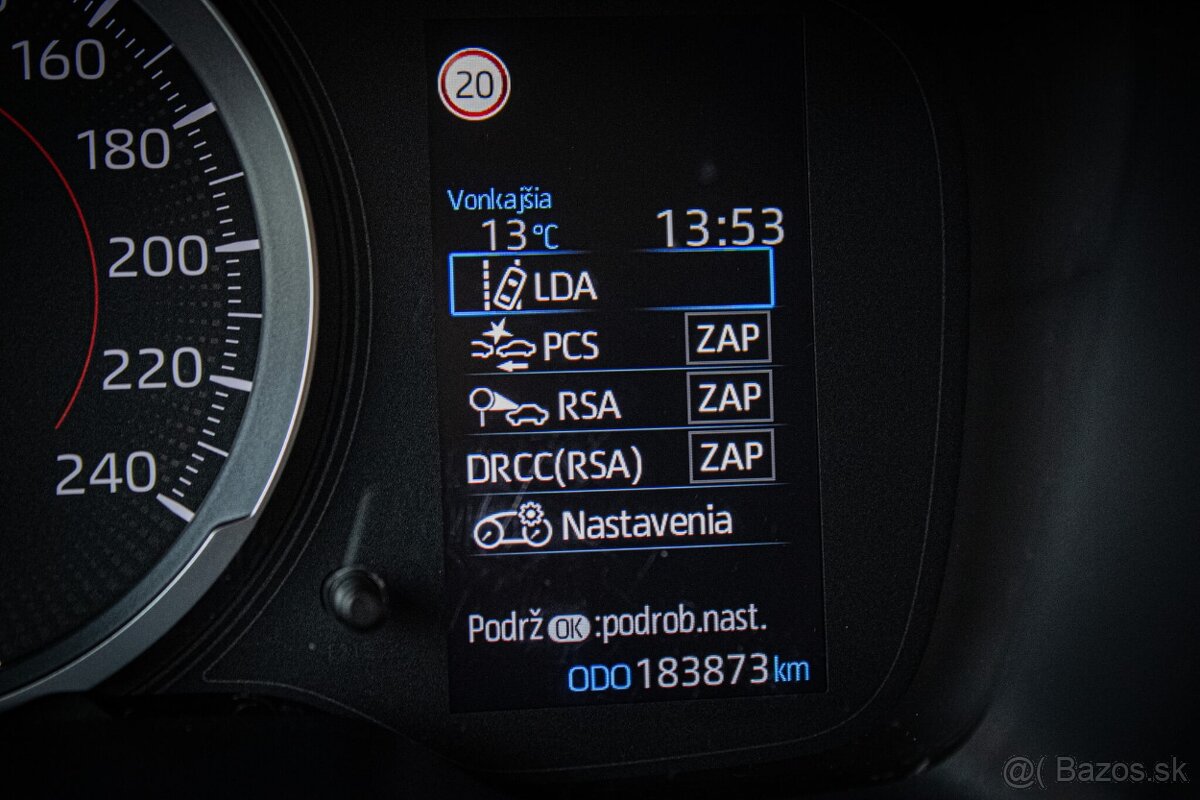 160
180
200
220
240
20
Vonkajšia
13°C 13:53
LDA
PCS ZAP
RSA ZAP
DRCC(RSA) ZAP
Nastavenia
Podrž OK :podrob.nast.
ODO 183873 km
@( Bazos.sk